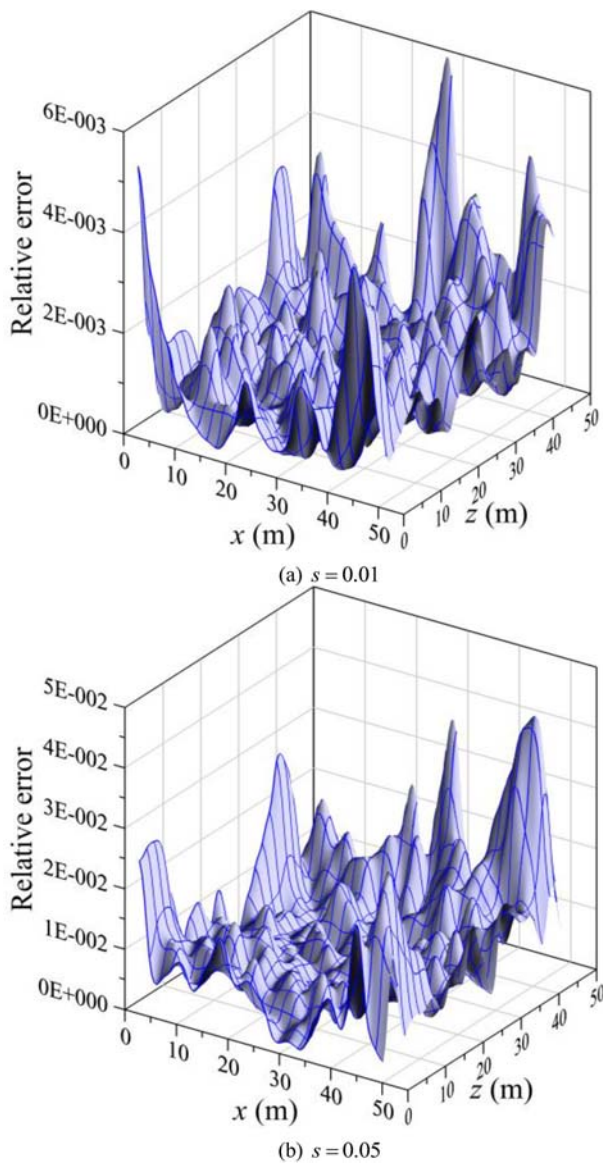 6E-003
4E-003
2E-003
0E+000
Relative error
0
10
20
30
40
50
x (m)
0
10
20
30
40
50
z (m)
(a) s = 0.01
5E-002
4E-002
3E-002
2E-002
1E-002
0E+000
Relative error
0
10
20
30
40
50
x (m)
0
10
20
30
40
50
z (m)
(b) s = 0.05